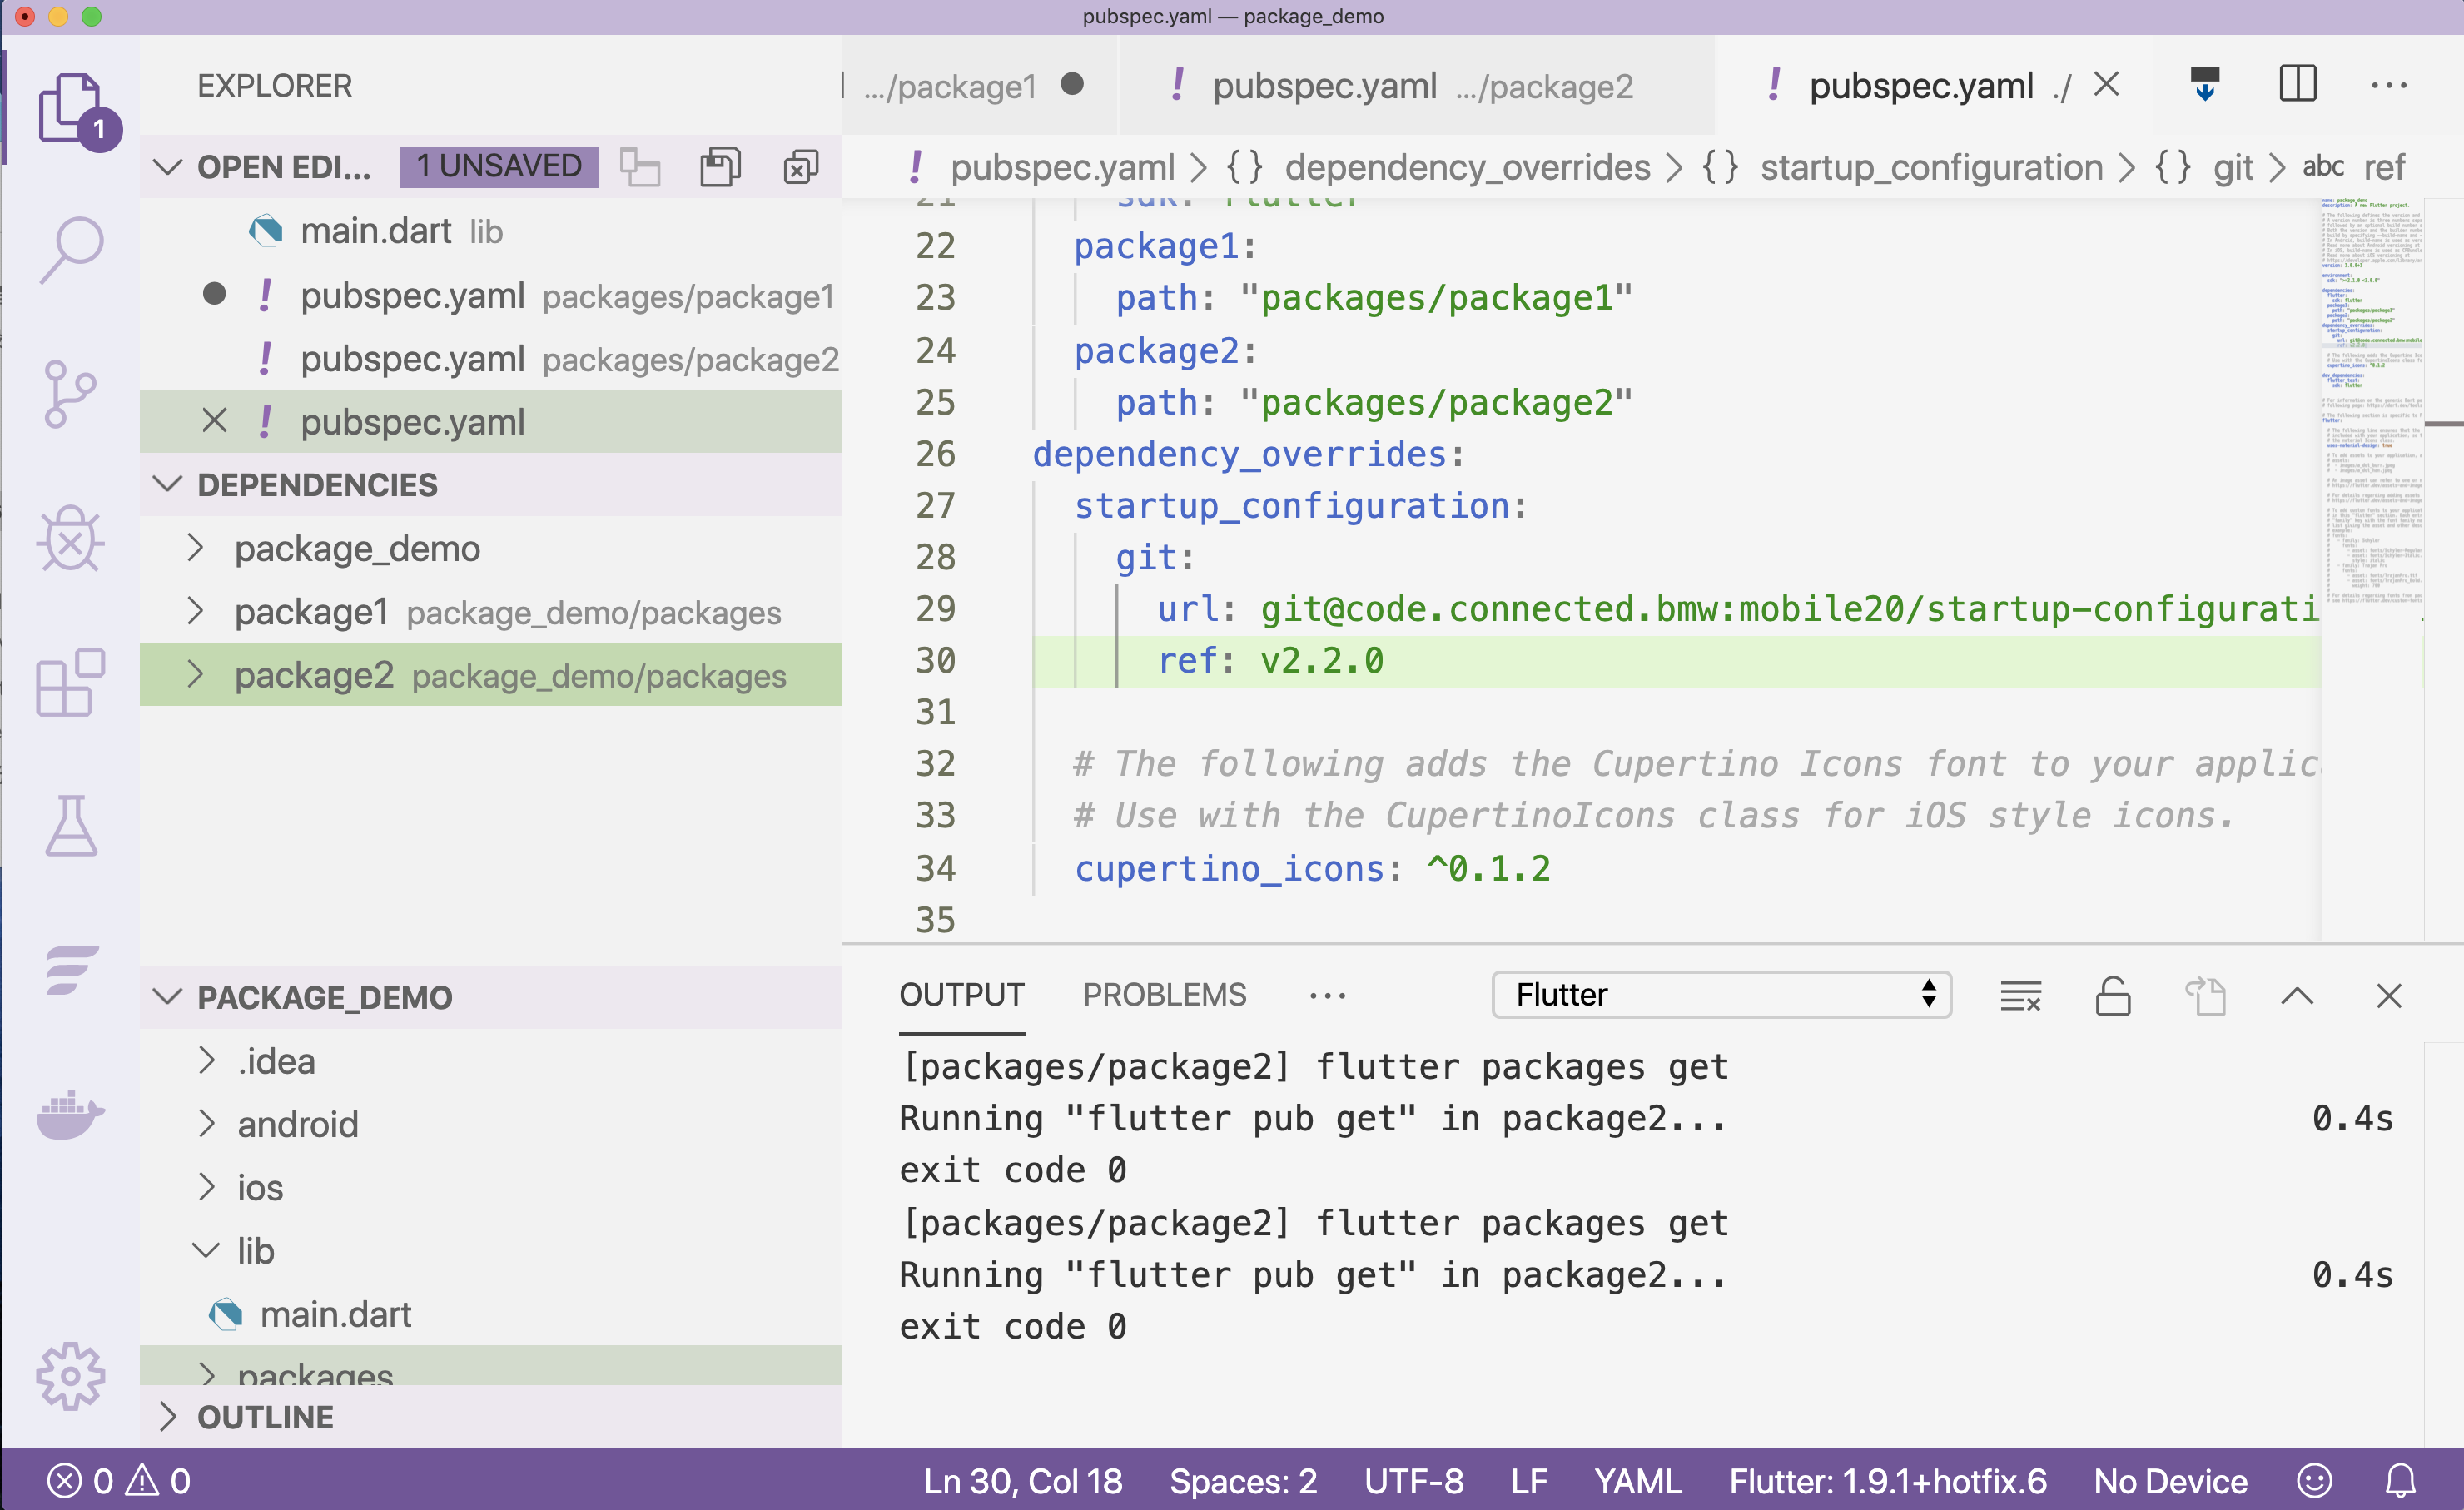 pubspec.yaml — package_demo
EXPLORER
.../package1
pubspec.yaml .../package2
pubspec.yaml ./
OPEN EDI... 1 UNSAVED
pubspec.yaml > {} dependency_overrides > {} startup_configuration > {} git > abc ref
main.dart lib
pubspec.yaml packages/package1
pubspec.yaml packages/package2
pubspec.yaml
DEPENDENCIES
package_demo
package1 package_demo/packages
package2 package_demo/packages
PACKAGE_DEMO
.idea
android
ios
lib
main.dart
packages
OUTLINE
21 sdk: flutter
22 package1:
23 path: "packages/package1"
24 package2:
25 path: "packages/package2"
26 dependency_overrides:
27 startup_configuration:
28 git:
29 url: git@code.connected.bmw:mobile20/startup-configurati
30 ref: v2.2.0
31
32 # The following adds the Cupertino Icons font to your applic
33 # Use with the CupertinoIcons class for iOS style icons.
34 cupertino_icons: ^0.1.2
35
OUTPUT PROBLEMS ... Flutter
[packages/package2] flutter packages get
Running "flutter pub get" in package2... 0.4s
exit code 0
[packages/package2] flutter packages get
Running "flutter pub get" in package2... 0.4s
exit code 0
1
0 0 Ln 30, Col 18 Spaces: 2 UTF-8 LF YAML Flutter: 1.9.1+hotfix.6 No Device